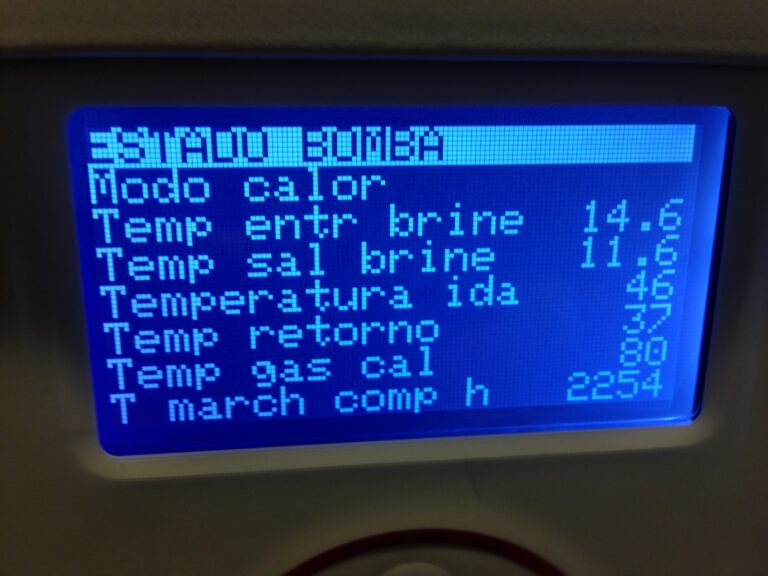 ESTADO BOMBA
Modo calor
Temp entr brine 14.6
Temp sal brine 11.6
Temperatura ida 46
Temp retorno 37
Temp gas cal 80
T march comp h 2254